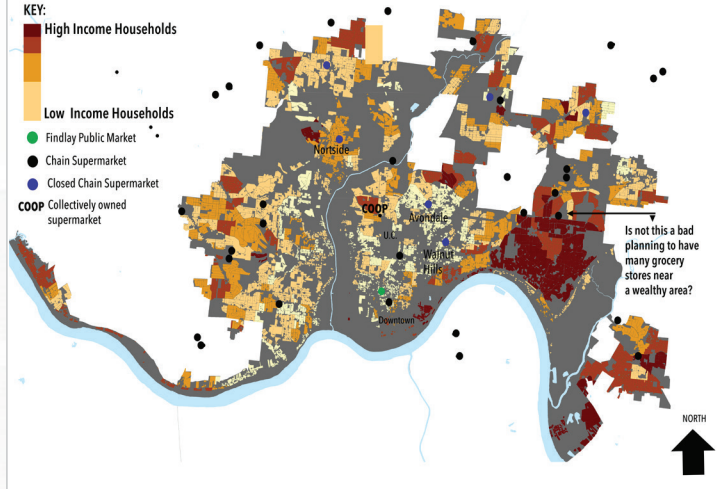 KEY:
High Income Households
Low Income Households
Findlay Public Market
Chain Supermarket
Closed Chain Supermarket
COOP Collectively owned
supermarket
Nortside
COOP
Avondale
U.C
Walnut
Hills
Downtown
Is not this a bad
planning to have
many grocery
stores near
a wealthy area?
NORTH